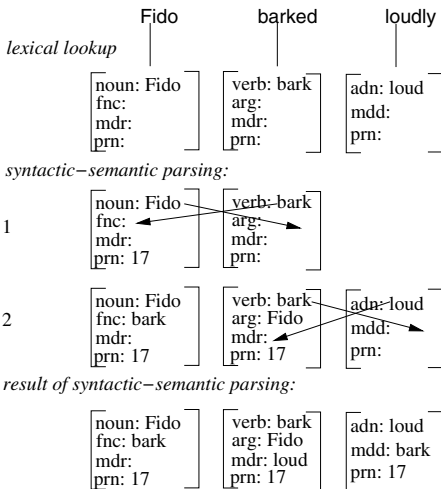 Fido barked loudly
lexical lookup
noun: Fido verb: bark adn: loud
fnc: arg: mdd:
mdr: mdr: prn:
prn: prn:
syntactic−semantic parsing:
noun: Fido verb: bark
1 fnc: arg:
mdr: mdr:
prn: 17 prn:
noun: Fido verb: bark adn: loud
2 fnc: bark arg: Fido mdd:
mdr: mdr: prn:
prn: 17 prn: 17
result of syntactic−semantic parsing:
noun: Fido verb: bark adn: loud
fnc: bark arg: Fido mdd: bark
mdr: mdr: loud prn: 17
prn: 17 prn: 17